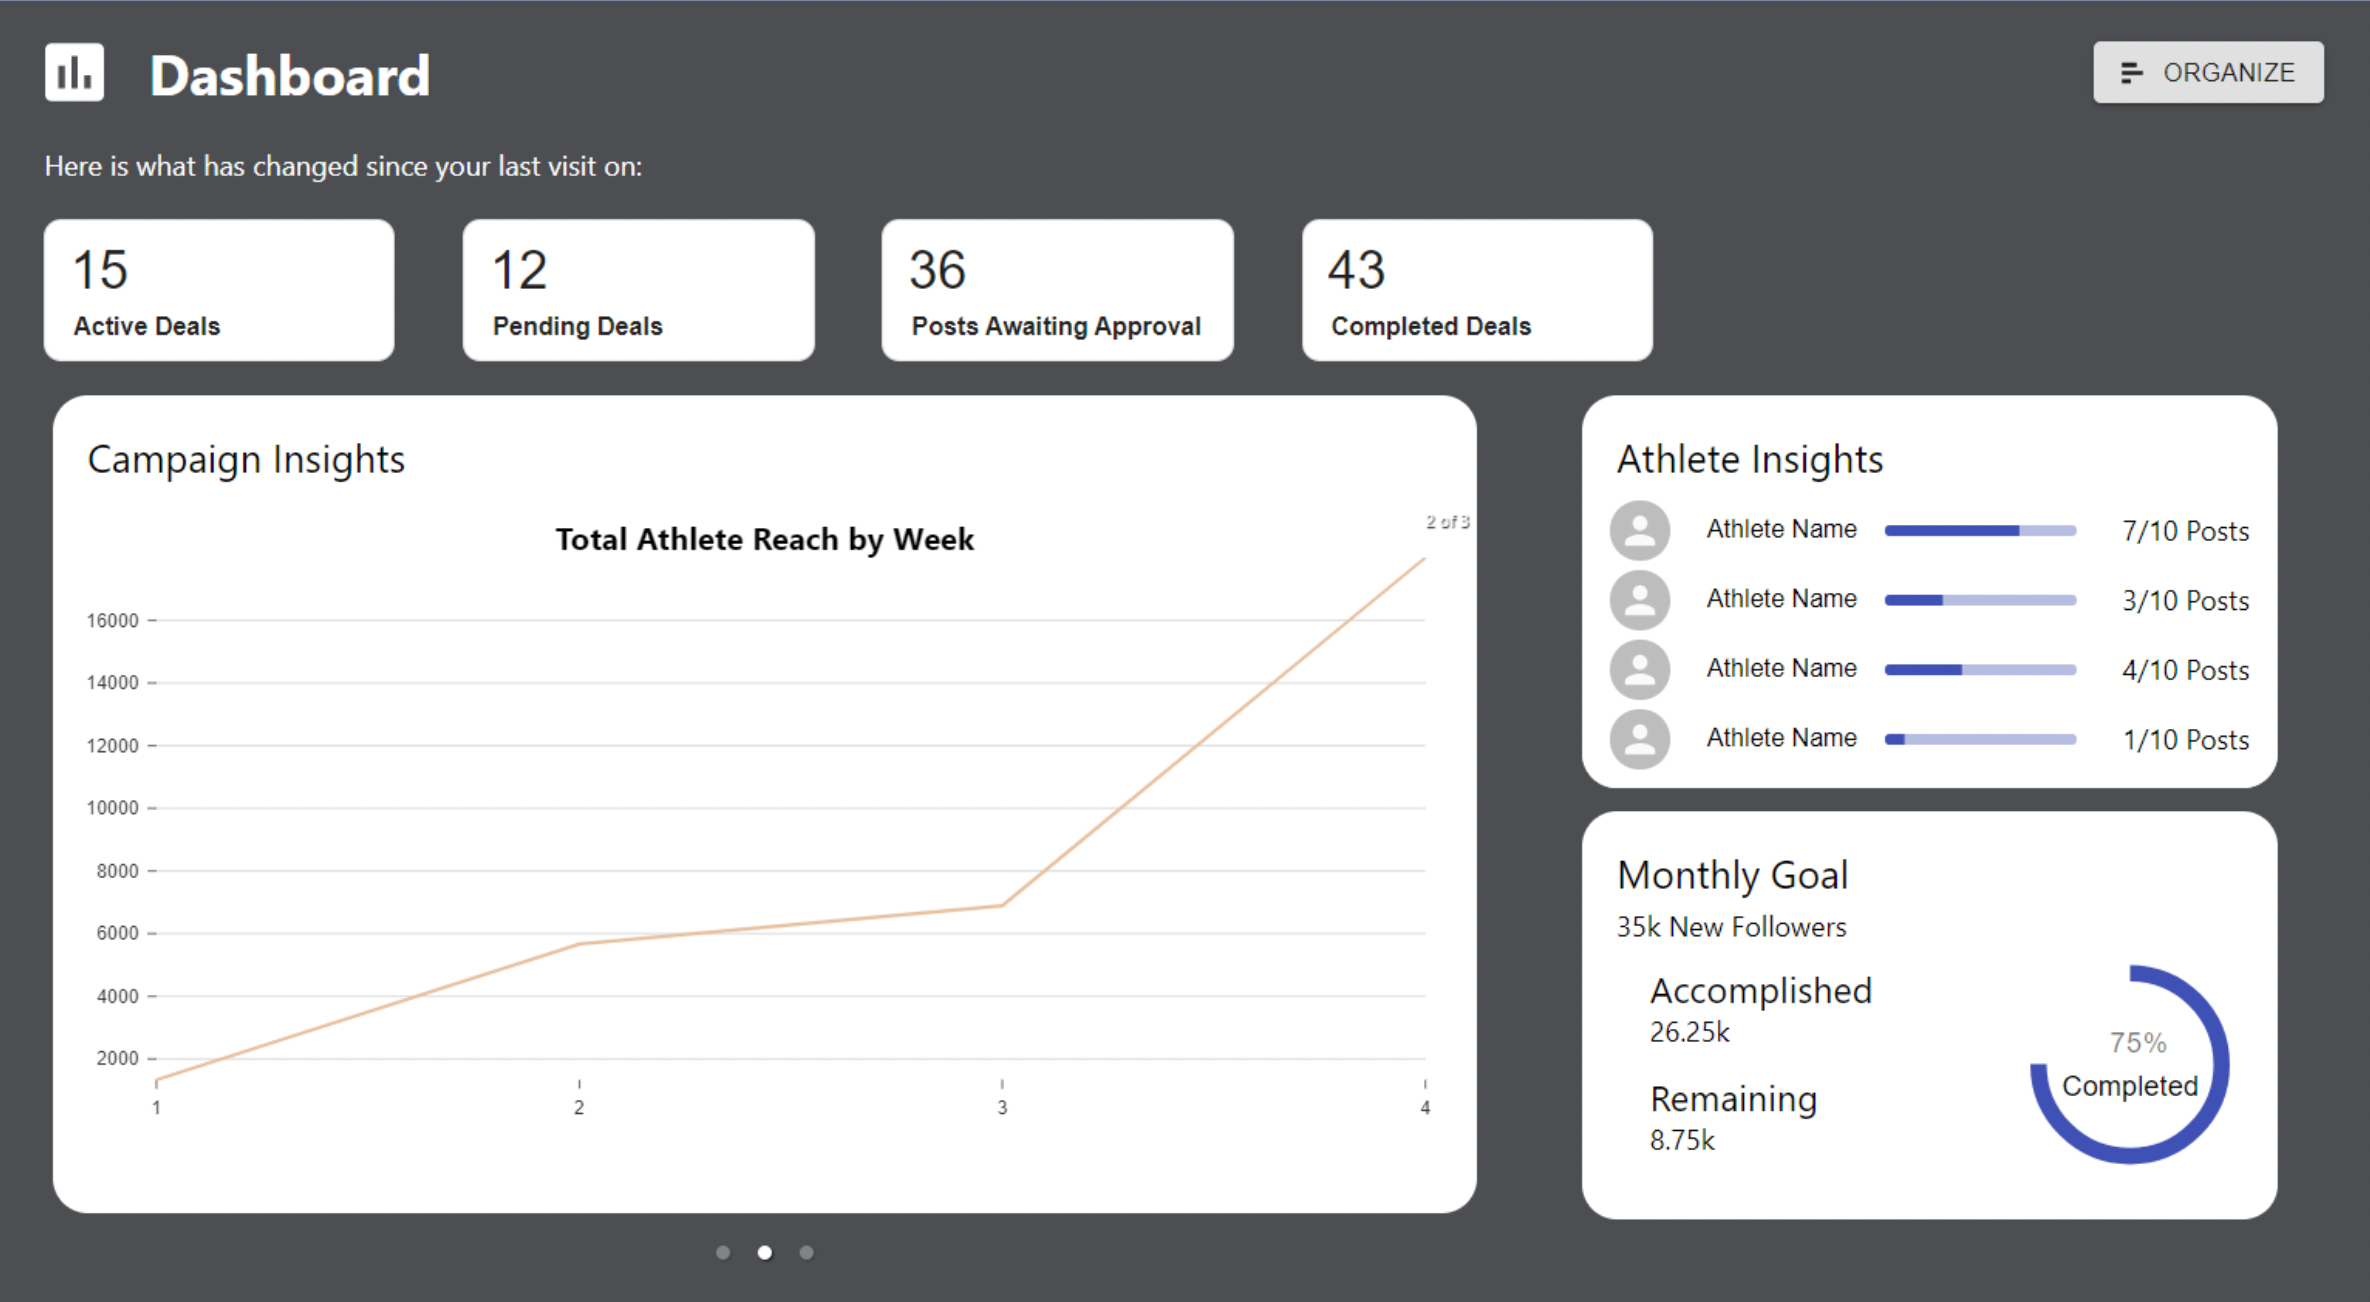 Dashboard
ORGANIZE
Here is what has changed since your last visit on:
15
Active Deals
12
Pending Deals
36
Posts Awaiting Approval
43
Completed Deals
Campaign Insights
2 of 3
Total Athlete Reach by Week
16000
14000
12000
10000
8000
6000
4000
2000
1 2 3 4
Athlete Insights
Athlete Name 7/10 Posts
Athlete Name 3/10 Posts
Athlete Name 4/10 Posts
Athlete Name 1/10 Posts
Monthly Goal
35k New Followers
Accomplished
26.25k
Remaining
8.75k
75%
Completed